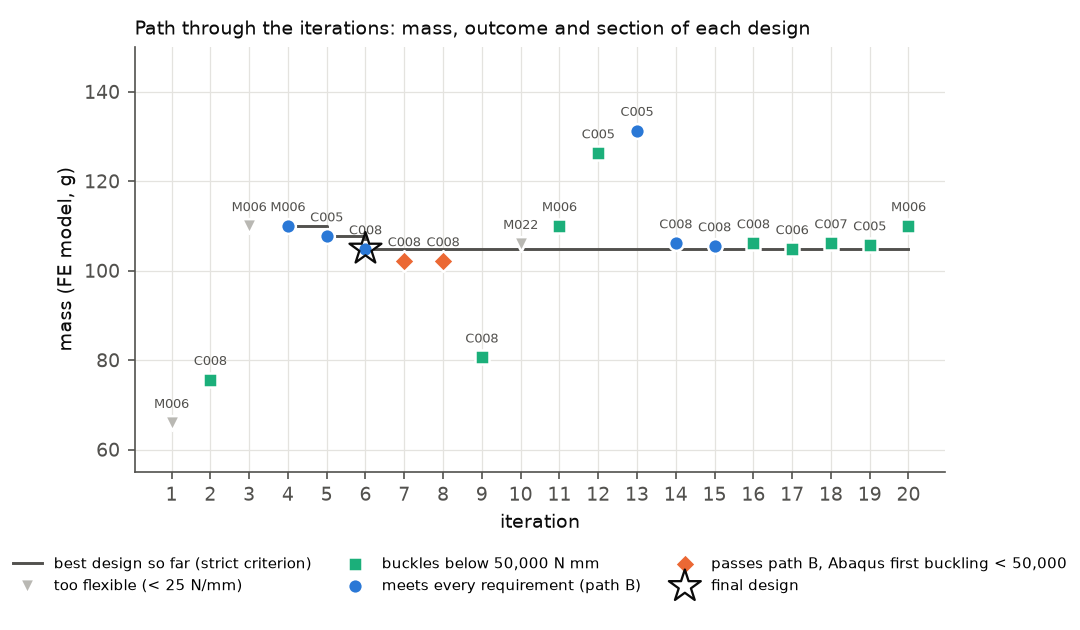 Path through the iterations: mass, outcome and section of each design
mass (FE model, g)
140
120
100
80
60
M006
C008
M006
M006
C005
C008
C008
C008
C008
M022
M006
C005
C005
C008
C008
C008
C006
C007
C005
M006
1 2 3 4 5 6 7 8 9 10 11 12 13 14 15 16 17 18 19 20
iteration
best design so far (strict criterion)
too flexible (< 25 N/mm)
buckles below 50,000 N mm
meets every requirement (path B)
passes path B, Abaqus first buckling < 50,000
final design